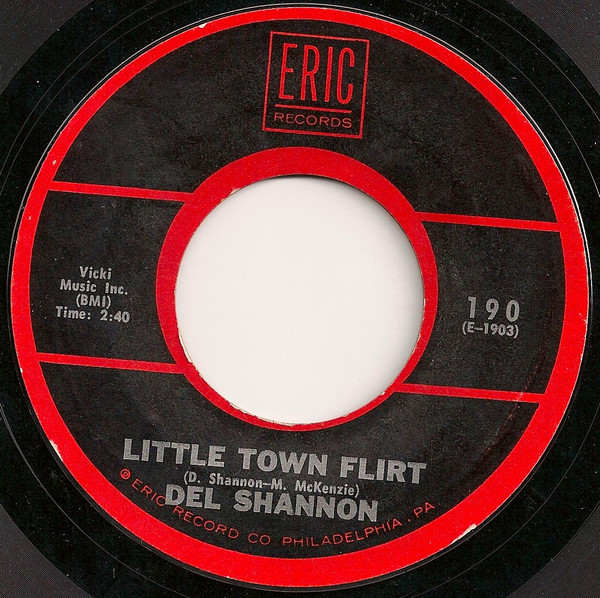 ERIC
RECORDS
Vicki
Music Inc.
(BMI)
Time: 2:40
190
(E-1903)
LITTLE TOWN FLIRT
(D. Shannon-M. McKenzie)
DEL SHANNON
℗ ERIC RECORD CO PHILADELPHIA, PA